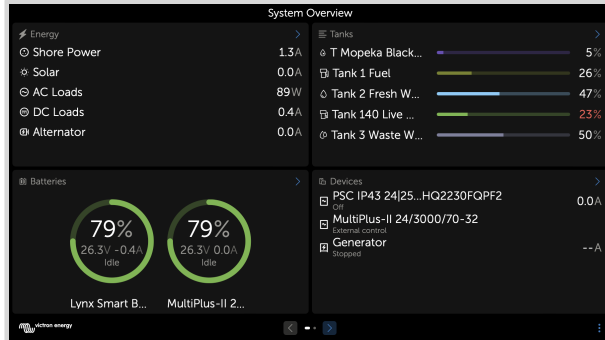 System Overview
Energy
Shore Power 1.3A
Solar 0.0A
AC Loads 89W
DC Loads 0.4A
Alternator 0.0A
Tanks
T Mopeka Black... 5%
Tank 1 Fuel 26%
Tank 2 Fresh W... 47%
Tank 140 Live ... 23%
Tank 3 Waste W... 50%
Batteries
79% 79%
26.3V -0.4A 26.3V 0.0A
Idle Idle
Lynx Smart B... MultiPlus-II 2...
Devices
PSC IP43 24|25...HQ2230FQPF2 0.0A
Off
MultiPlus-II 24/3000/70-32
External control
Generator --A
Stopped
victron energy